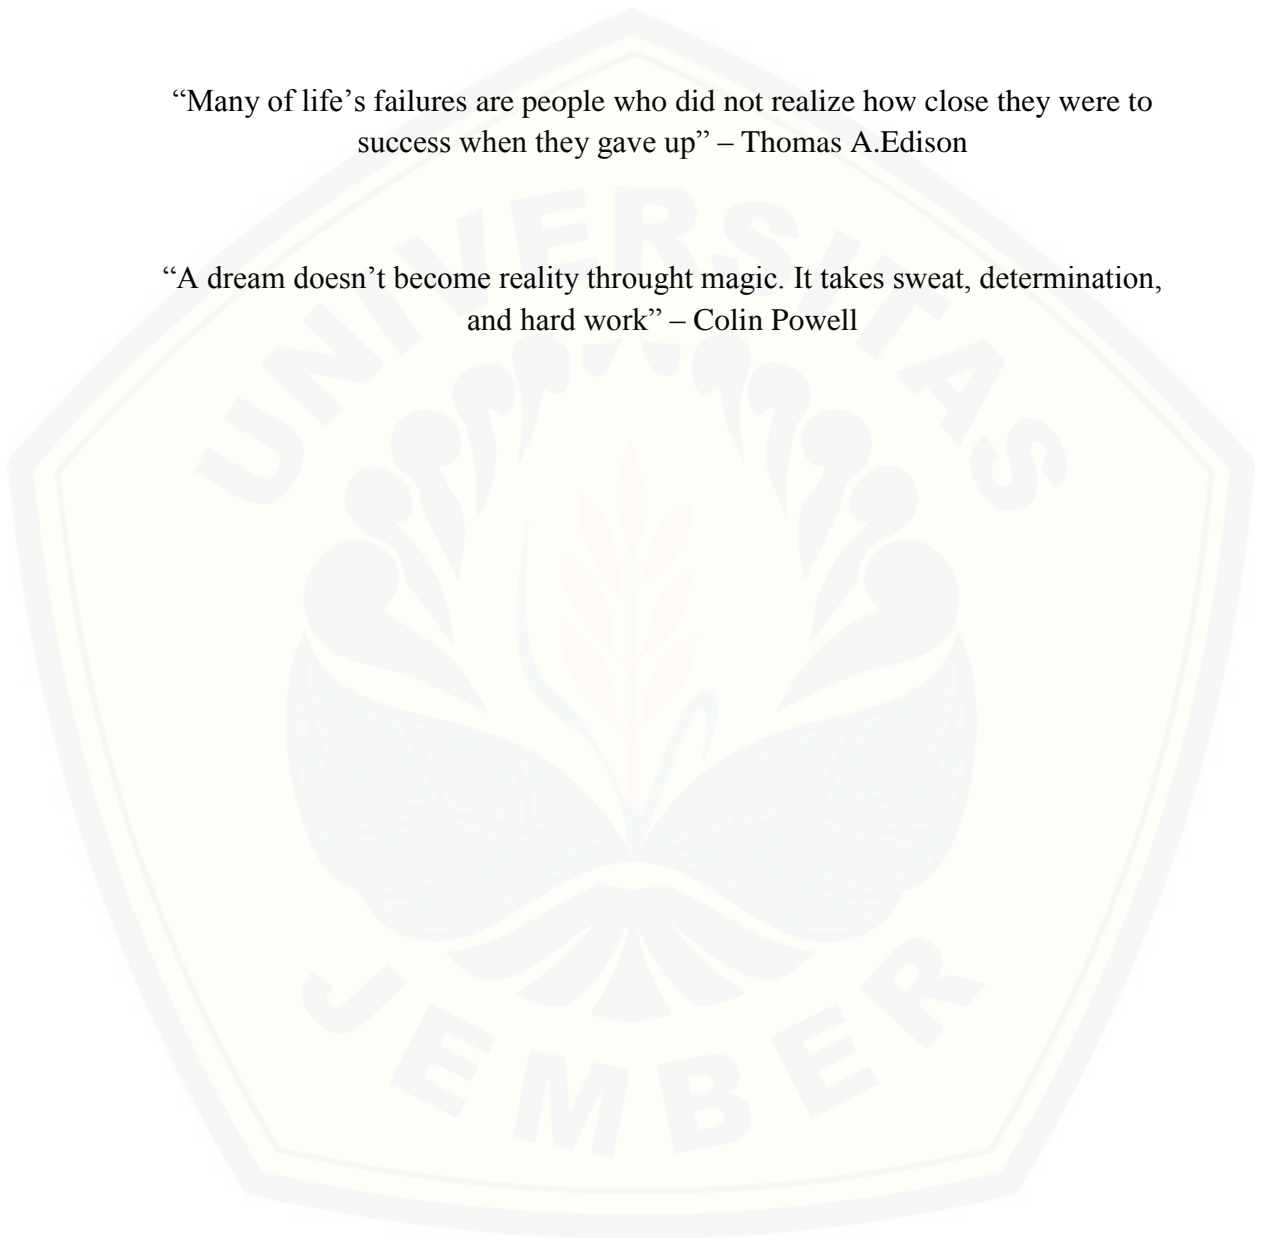 “Many of life’s failures are people who did not realize how close they were to
success when they gave up” – Thomas A.Edison
“A dream doesn’t become reality throught magic. It takes sweat, determination,
and hard work” – Colin Powell
UNIVERSITAS
JEMBER